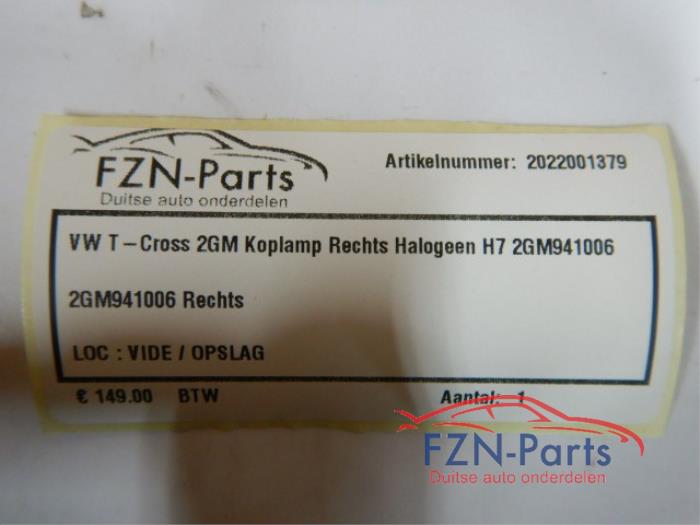 FZN-Parts
Duitse auto onderdelen
Artikelnummer: 2022001379
VW T-Cross 2GM Koplamp Rechts Halogeen H7 2GM941006
2GM941006 Rechts
LOC : VIDE / OPSLAG
€ 149.00 BTW Aantal: 1
FZN-Parts
Duitse auto onderdelen